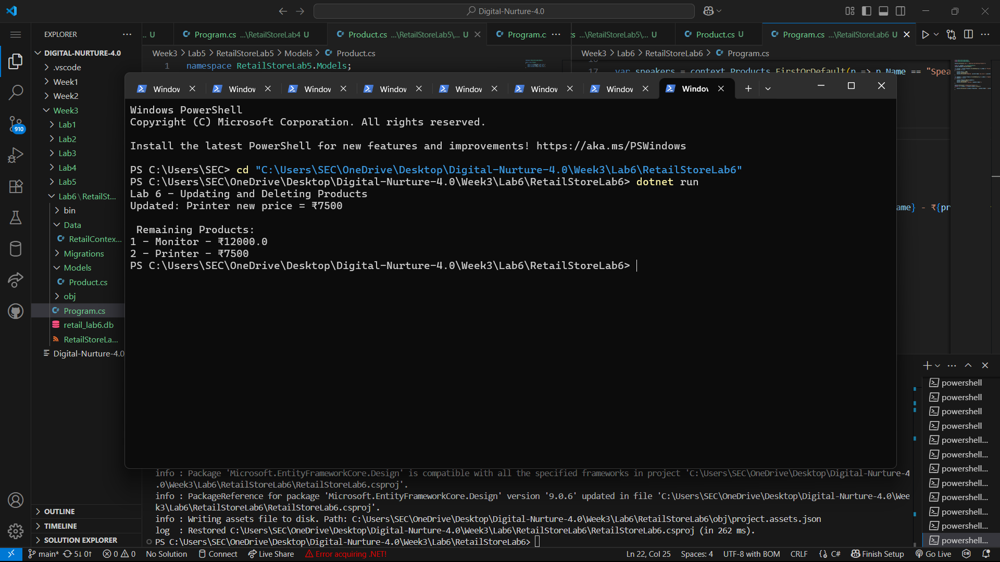 Digital-Nurture-4.0
EXPLORER
.. U
Program.cs ...\RetailStoreLab4 U
Product.cs ...\RetailStoreLab5\... U
Program.c
...\RetailStoreLab5\... U
Product.cs U
Program.cs ...\RetailStoreLab6 U
DIGITAL-NURTURE-4.0
.vscode
Week1
Week2
Week3
Lab1
Lab2
Lab3
Lab4
Lab5
Lab6\RetailSt...
bin
Data
RetailContex...
Migrations
Models
Product.cs
obj
Program.cs
retail_lab6.db
RetailStoreLa...
Digital-Nurture-4.0
910
OUTLINE
TIMELINE
SOLUTION EXPLORER
Week3 > Lab5 > RetailStoreLab5 > Models > Product.cs
1 namespace RetailStoreLab5.Models;
Week3 > Lab6 > RetailStoreLab6 > Program.cs
17 var speakers = context.Products.FirstOrDefault(p => p.Name == "Spea
ame} - ₹{pr
Window
Window
Window
Window
Window
Window
Window
Window
Windows PowerShell
Copyright (C) Microsoft Corporation. All rights reserved.
Install the latest PowerShell for new features and improvements! https://aka.ms/PSWindows
PS C:\Users\SEC> cd "C:\Users\SEC\OneDrive\Desktop\Digital-Nurture-4.0\Week3\Lab6\RetailStoreLab6"
PS C:\Users\SEC\OneDrive\Desktop\Digital-Nurture-4.0\Week3\Lab6\RetailStoreLab6> dotnet run
Lab 6 - Updating and Deleting Products
Updated: Printer new price = ₹7500
Remaining Products:
1 - Monitor - ₹12000.0
2 - Printer - ₹7500
PS C:\Users\SEC\OneDrive\Desktop\Digital-Nurture-4.0\Week3\Lab6\RetailStoreLab6>
info : Package 'Microsoft.EntityFrameworkCore.Design' is compatible with all the specified frameworks in project 'C:\Users\SEC\OneDrive\Desktop\Digital-Nurture-4
.0\Week3\Lab6\RetailStoreLab6\RetailStoreLab6.csproj'.
info : PackageReference for package 'Microsoft.EntityFrameworkCore.Design' version '9.0.6' updated in file 'C:\Users\SEC\OneDrive\Desktop\Digital-Nurture-4.0\Wee
k3\Lab6\RetailStoreLab6\RetailStoreLab6.csproj'.
info : Writing assets file to disk. Path: C:\Users\SEC\OneDrive\Desktop\Digital-Nurture-4.0\Week3\Lab6\RetailStoreLab6\obj\project.assets.json
log  : Restored C:\Users\SEC\OneDrive\Desktop\Digital-Nurture-4.0\Week3\Lab6\RetailStoreLab6\RetailStoreLab6.csproj (in 262 ms).
PS C:\Users\SEC\OneDrive\Desktop\Digital-Nurture-4.0\Week3\Lab6\RetailStoreLab6>
powershell
powershell
powershell
powershell
powershell...
powershell...
powershell...
powershell...
powershell...
powershell...
powershell...
powershell...
main* 5↓ 0↑ 0 0 No Solution Connect Live Share Error acquiring .NET! Ln 22, Col 25 Spaces: 4 UTF-8 with BOM CRLF {} C# Finish Setup Go Live